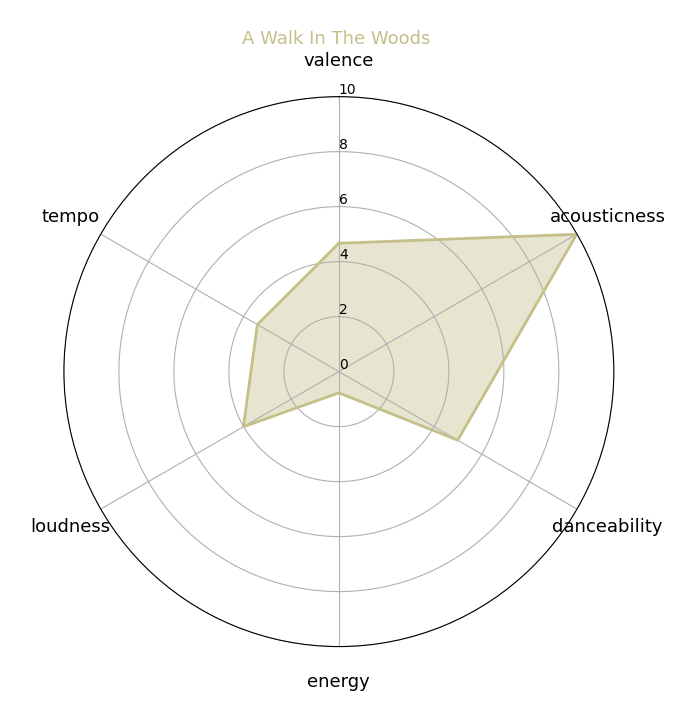 A Walk In The Woods
valence
10
8
tempo
6
acousticness
4
2
0
loudness
danceability
energy